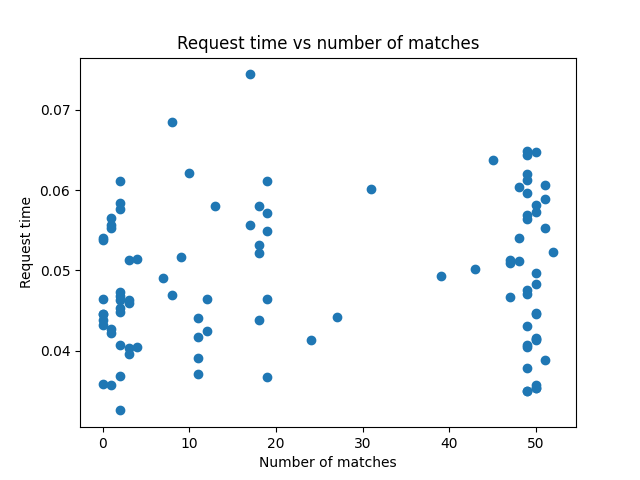 Request time vs number of matches
0.07
0.06
0.05
0.04
Request time
0 10 20 30 40 50
Number of matches